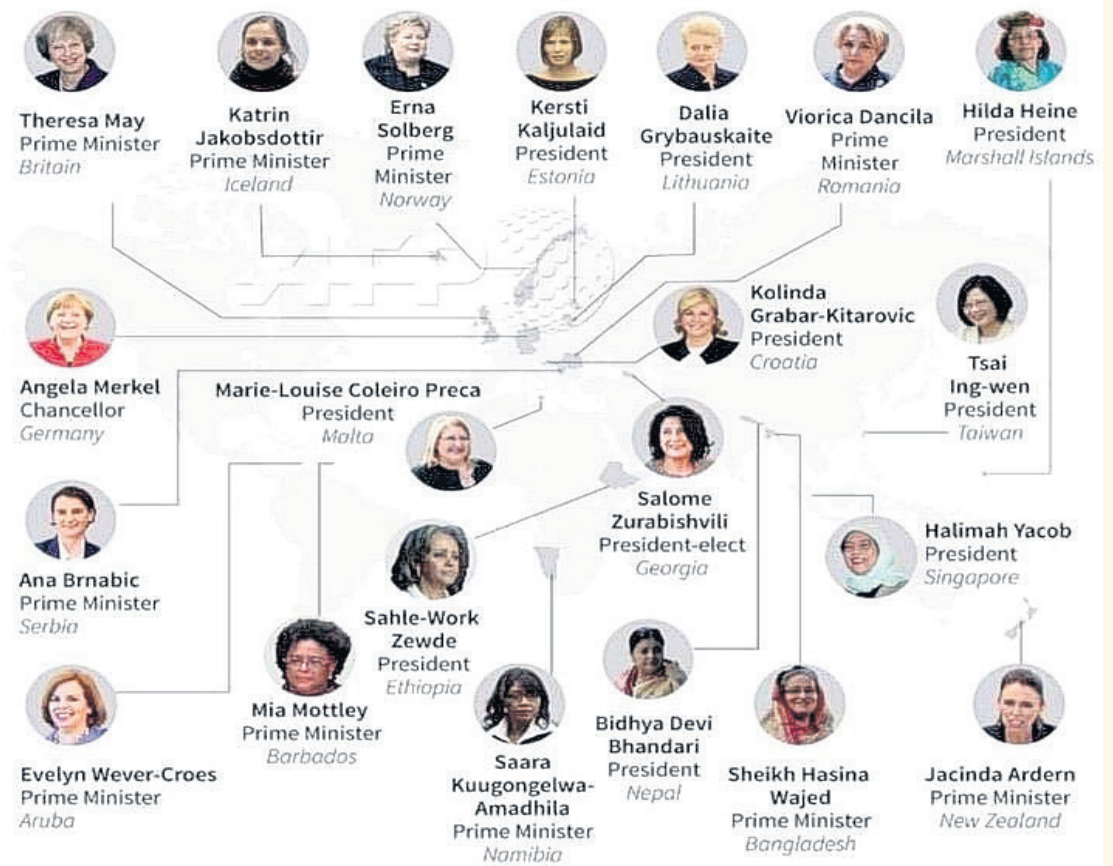 Theresa May
Prime Minister
Britain
Katrin
Jakobsdottir
Prime Minister
Iceland
Erna
Solberg
Prime
Minister
Norway
Kersti
Kaljulaid
President
Estonia
Dalia
Grybauskaite
President
Lithuania
Viorica Dancila
Prime
Minister
Romania
Hilda Heine
President
Marshall Islands
Angela Merkel
Chancellor
Germany
Marie-Louise Coleiro Preca
President
Malta
Kolinda
Grabar-Kitarovic
President
Croatia
Tsai
Ing-wen
President
Taiwan
Ana Brnabic
Prime Minister
Serbia
Sahle-Work
Zewde
President
Ethiopia
Salome
Zurabishvili
President-elect
Georgia
Halimah Yacob
President
Singapore
Evelyn Wever-Croes
Prime Minister
Aruba
Mia Mottley
Prime Minister
Barbados
Saara
Kuugongelwa-
Amadhila
Prime Minister
Namibia
Bidhya Devi
Bhandari
President
Nepal
Sheikh Hasina
Wajed
Prime Minister
Bangladesh
Jacinda Ardern
Prime Minister
New Zealand